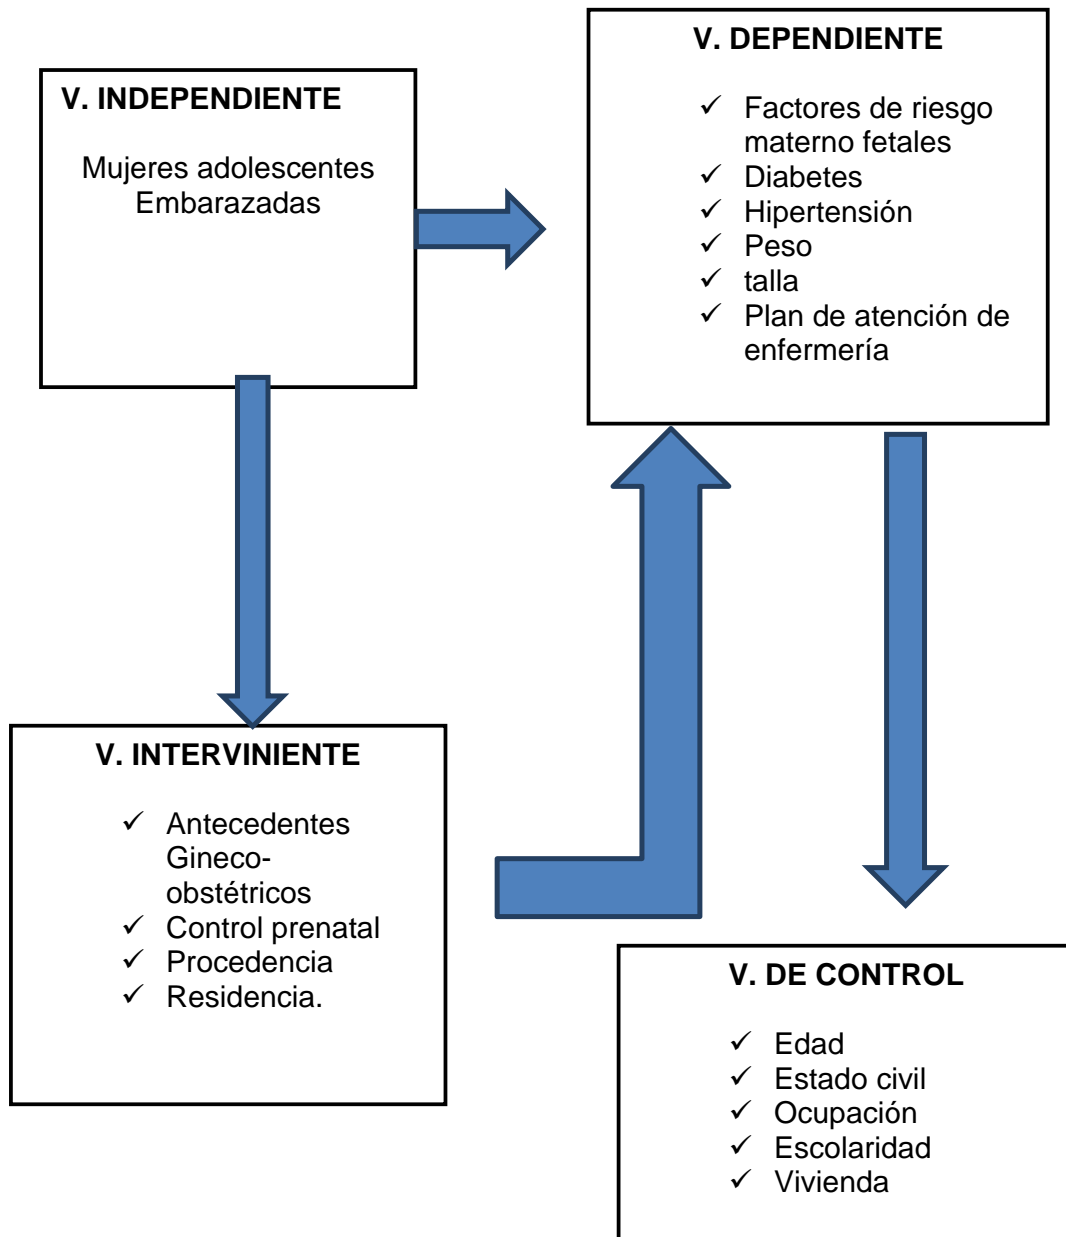 V. INDEPENDIENTE
Mujeres adolescentes
Embarazadas
V. DEPENDIENTE
✓ Factores de riesgo
materno fetales
✓ Diabetes
✓ Hipertensión
✓ Peso
✓ talla
✓ Plan de atención de
enfermería
V. INTERVINIENTE
✓ Antecedentes
Gineco-
obstétricos
✓ Control prenatal
✓ Procedencia
✓ Residencia.
V. DE CONTROL
✓ Edad
✓ Estado civil
✓ Ocupación
✓ Escolaridad
✓ Vivienda